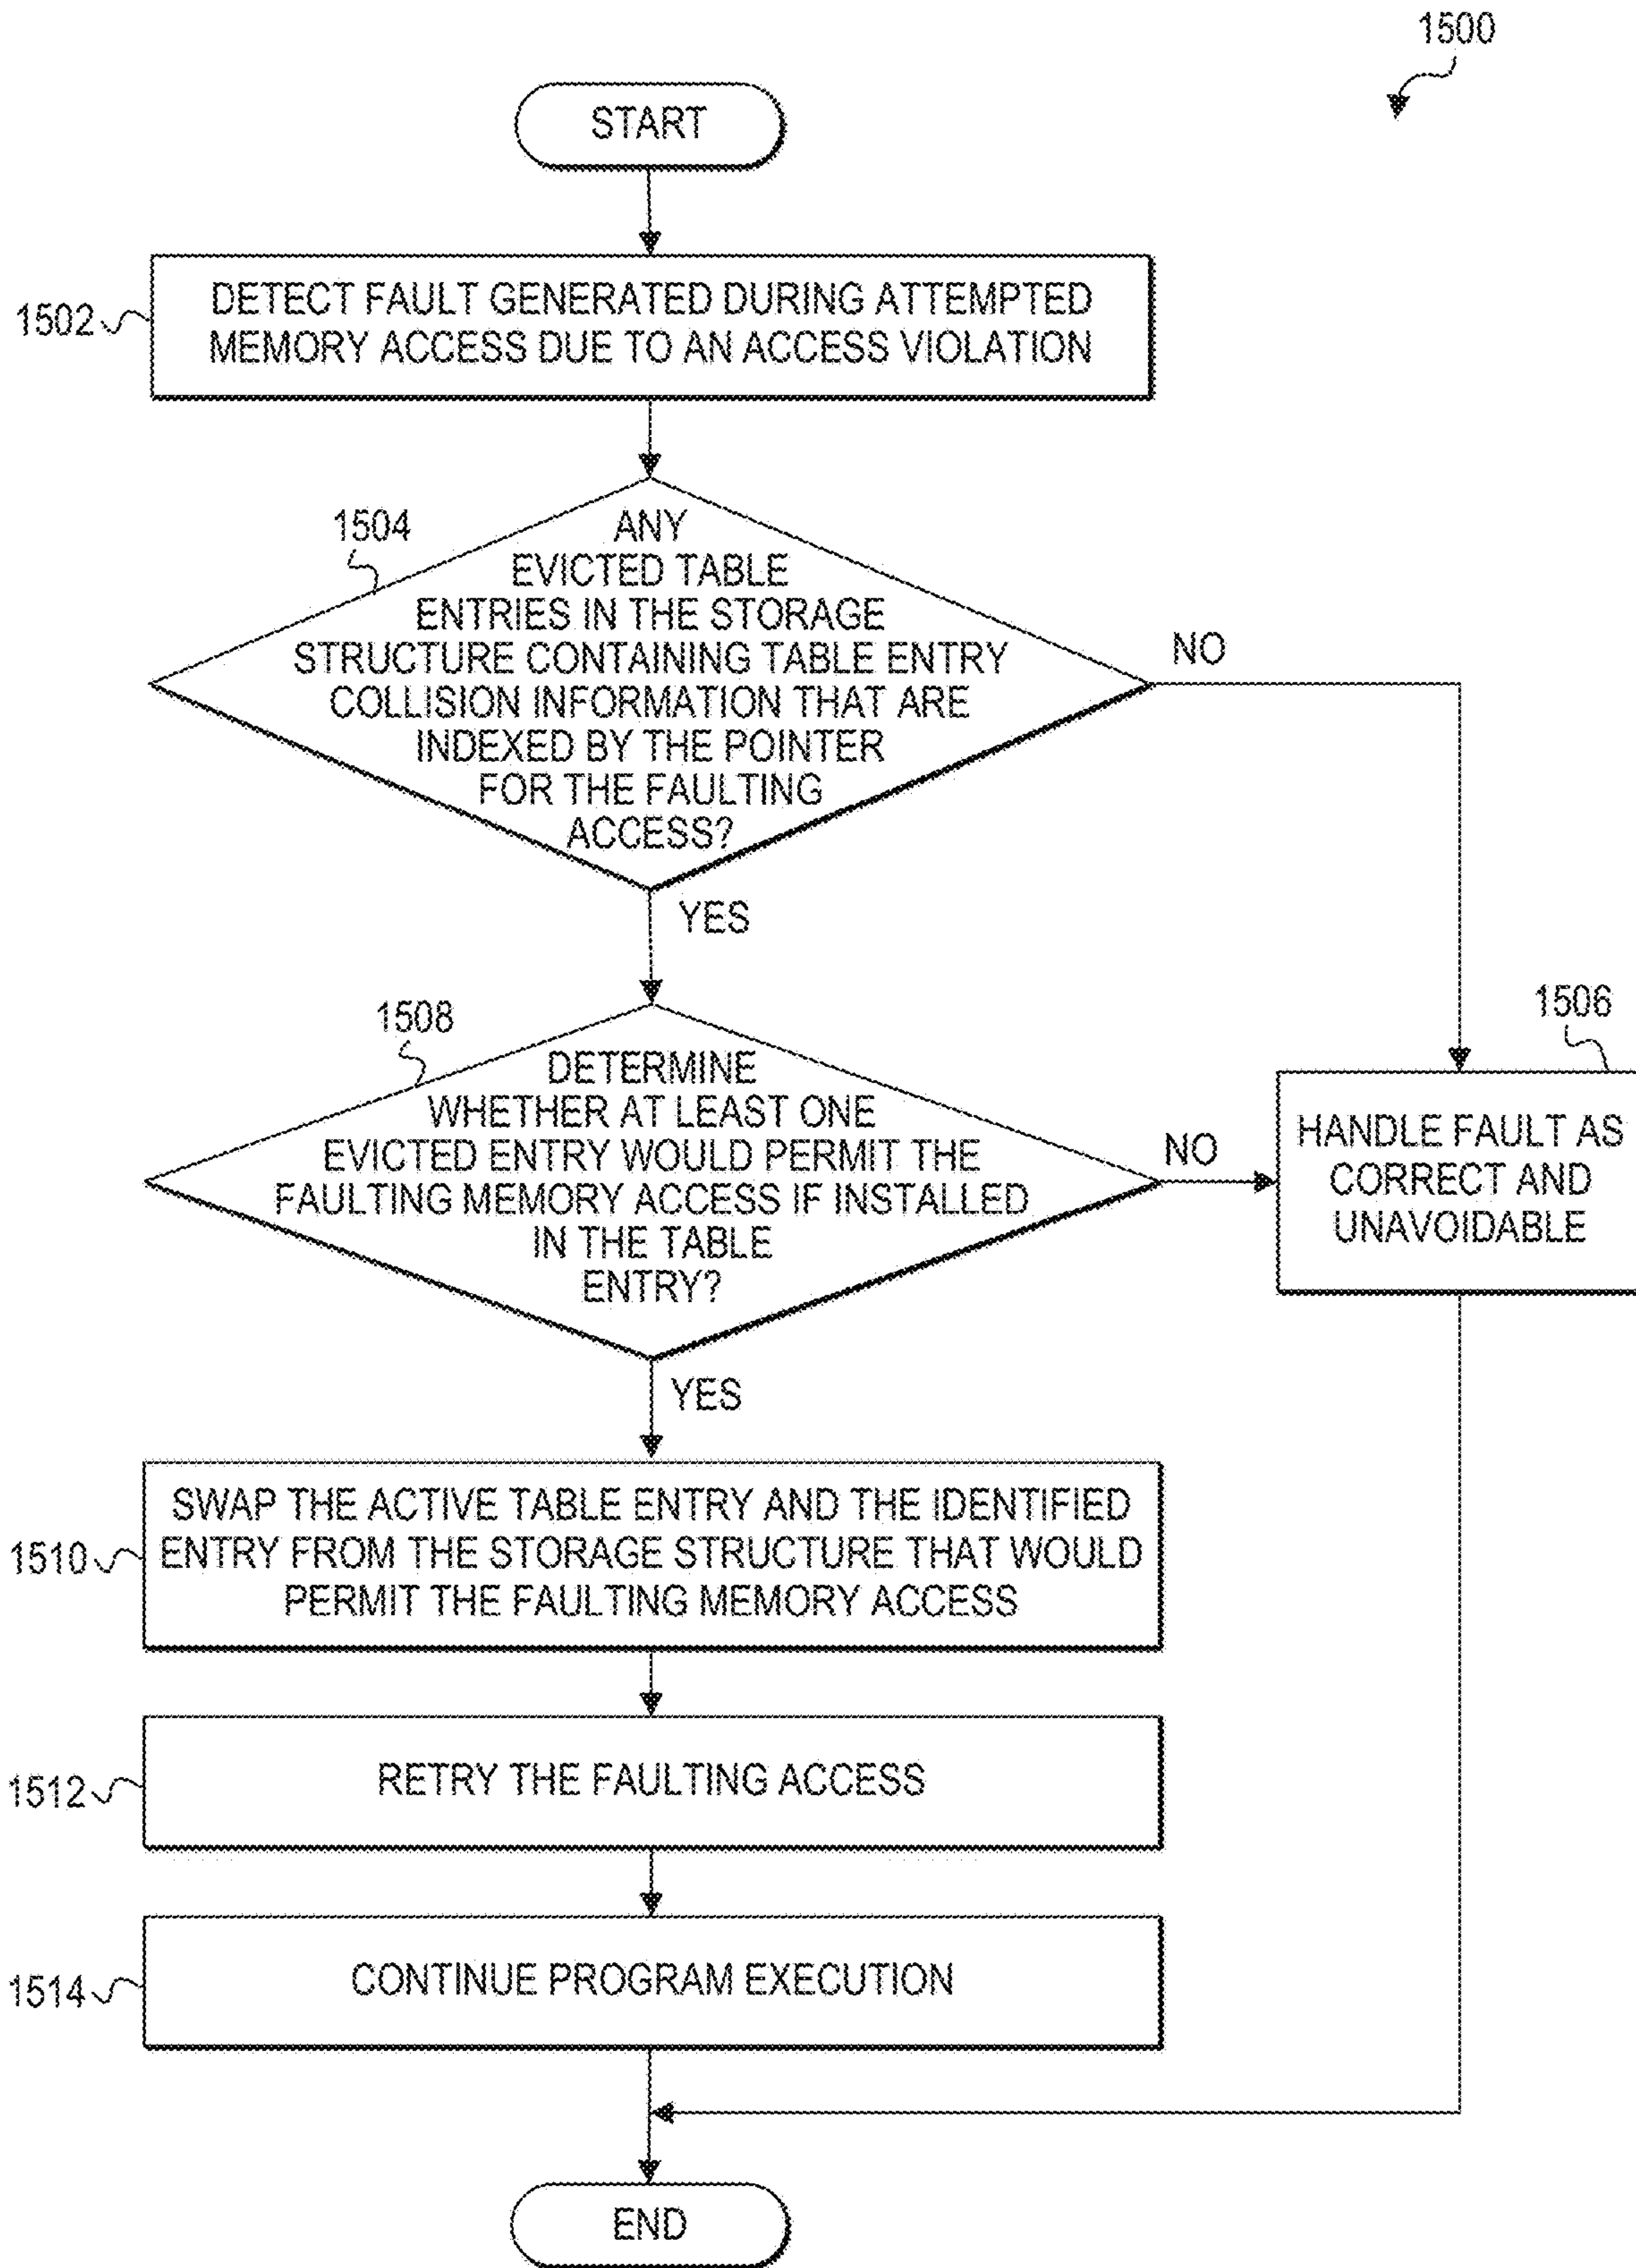 1500
START
1502
DETECT FAULT GENERATED DURING ATTEMPTED
MEMORY ACCESS DUE TO AN ACCESS VIOLATION
1504
ANY
EVICTED TABLE
ENTRIES IN THE STORAGE
STRUCTURE CONTAINING TABLE ENTRY
COLLISION INFORMATION THAT ARE
INDEXED BY THE POINTER
FOR THE FAULTING
ACCESS?
NO
YES
1508
DETERMINE
WHETHER AT LEAST ONE
EVICTED ENTRY WOULD PERMIT THE
FAULTING MEMORY ACCESS IF INSTALLED
IN THE TABLE
ENTRY?
NO
1506
HANDLE FAULT AS
CORRECT AND
UNAVOIDABLE
YES
1510
SWAP THE ACTIVE TABLE ENTRY AND THE IDENTIFIED
ENTRY FROM THE STORAGE STRUCTURE THAT WOULD
PERMIT THE FAULTING MEMORY ACCESS
1512
RETRY THE FAULTING ACCESS
1514
CONTINUE PROGRAM EXECUTION
END